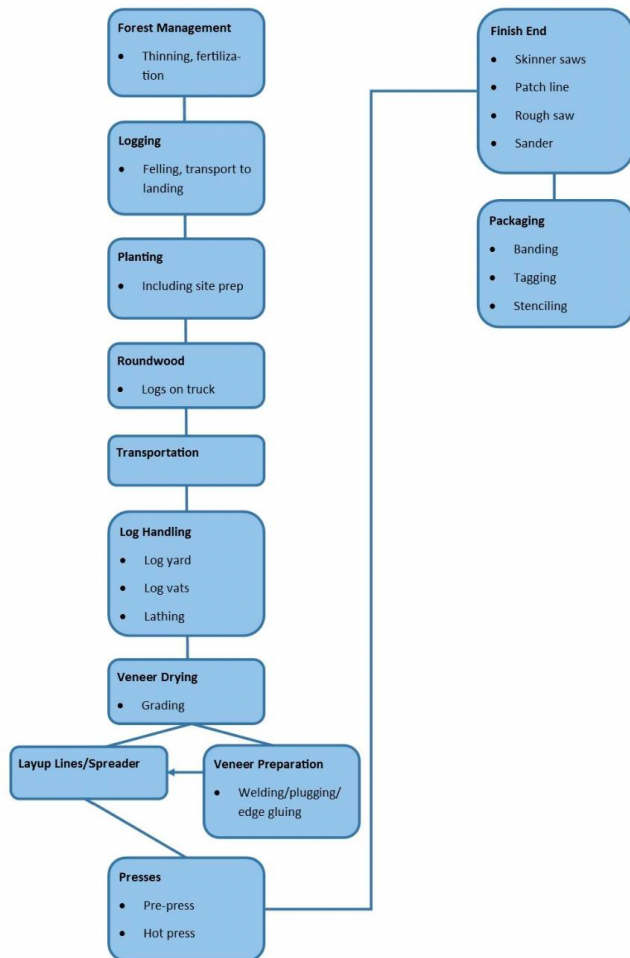 Forest Management
• Thinning, fertiliza-
tion
Logging
• Felling, transport to
landing
Planting
• Including site prep
Roundwood
• Logs on truck
Transportation
Log Handling
• Log yard
• Log vats
• Lathing
Veneer Drying
• Grading
Layup Lines/Spreader
Veneer Preparation
• Welding/plugging/
edge gluing
Presses
• Pre-press
• Hot press
Finish End
• Skinner saws
• Patch line
• Rough saw
• Sander
Packaging
• Banding
• Tagging
• Stenciling